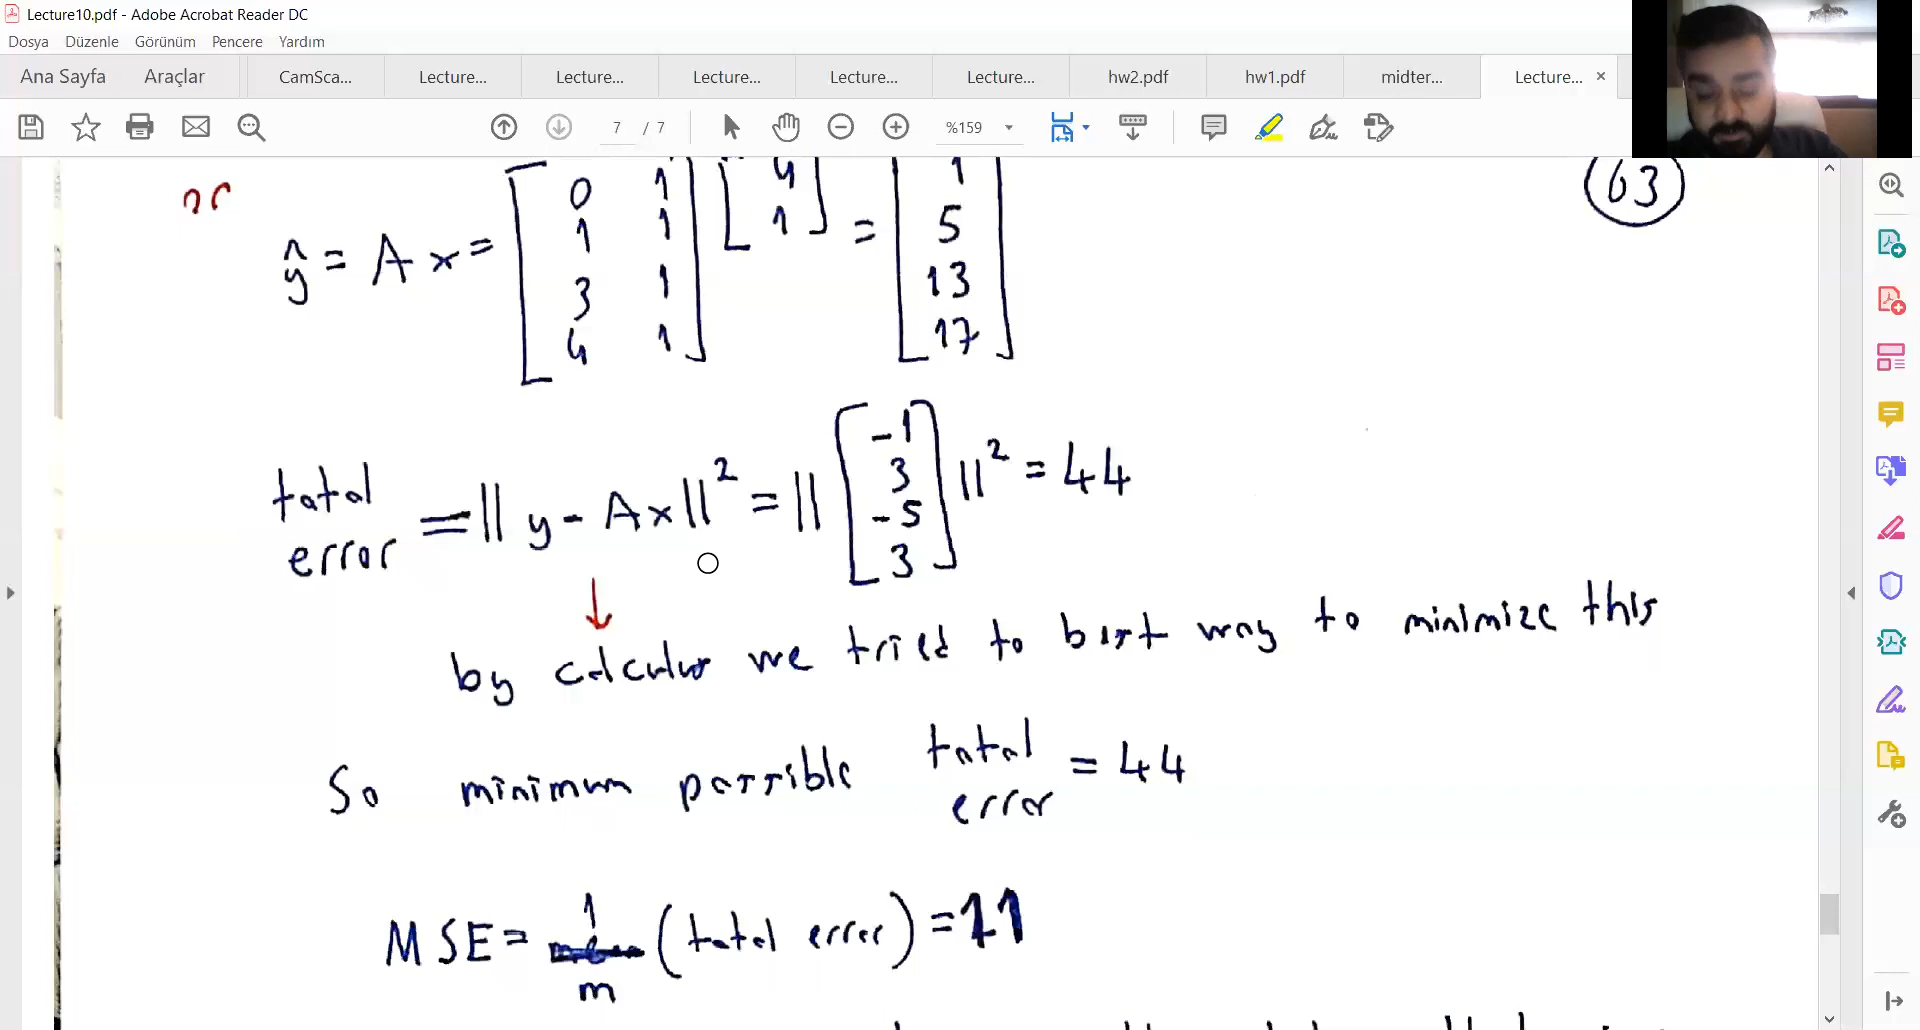 Lecture10.pdf - Adobe Acrobat Reader DC
Dosya Düzenle Görünüm Pencere Yardım
Ana Sayfa Araçlar CamSca... Lecture... Lecture... Lecture... Lecture... Lecture... hw2.pdf hw1.pdf midter... Lecture... ×
7 / 7 %159
63
or
ŷ = A x = [ 0 1
1 1
3 1
4 1 ] [ 4
1 ] = [ 1
5
13
17 ]
total error = || y - Ax ||² = || [ -1
3
-5
3 ] ||² = 44
by calculus we tried to best way to minimize this
So minimum possible total error = 44
MSE = 1/m (total error) = 11